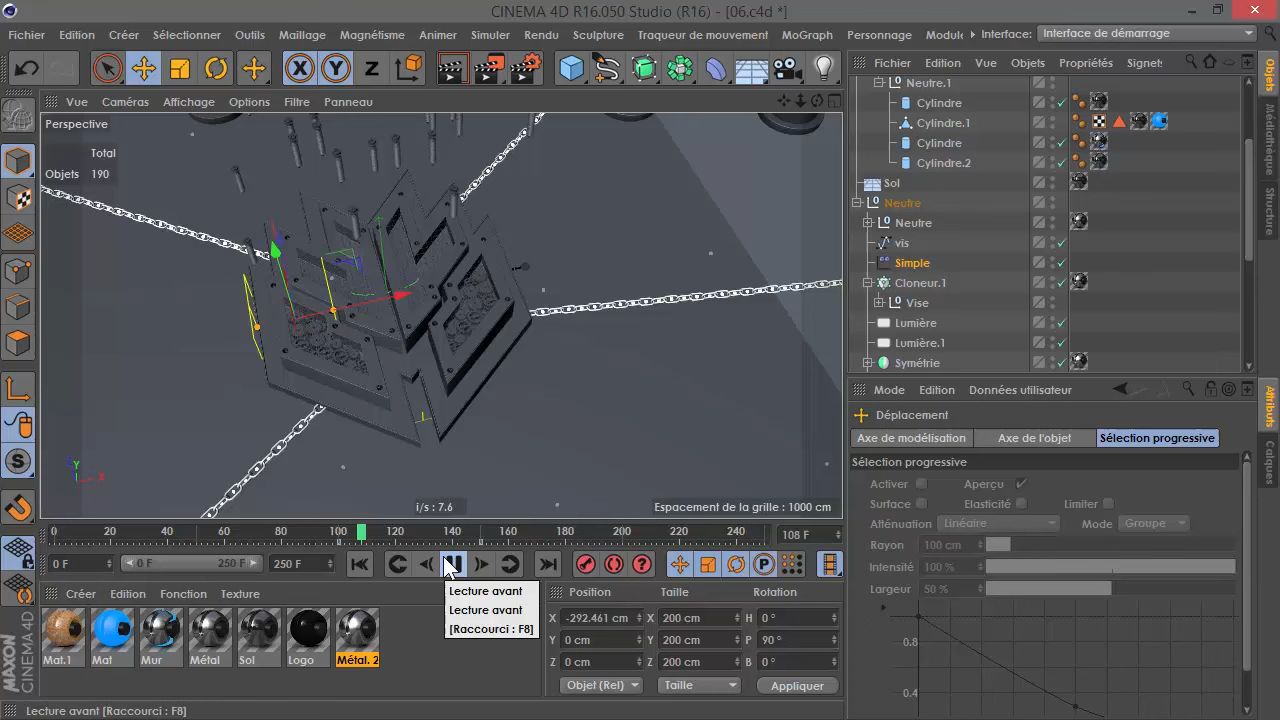 CINEMA 4D R16.050 Studio (R16) - [06.c4d *]
Fichier Edition Créer Sélectionner Outils Maillage Magnétisme Animer Simuler Rendu Sculpture Traqueur de mouvement MoGraph Personnage Module Interface: Interface de démarrage
X Y Z
Fichier Edition Vue Objets Propriétés Signets
Vue Caméras Affichage Options Filtre Panneau
Perspective
Total
Objets 190
Neutre.1
Cylindre
Cylindre.1
Cylindre
Cylindre.2
Sol
Neutre
Neutre
vis
Simple
Cloneur.1
Vise
Lumière
Lumière.1
Symétrie
Objets
Médiathèque
Structure
Y X
i/s : 7.6
Espacement de la grille : 1000 cm
Mode Edition Données utilisateur
Déplacement
Axe de modélisation Axe de l'objet Sélection progressive
Sélection progressive
Activer Aperçu ✓
Surface Elasticité Limiter
Atténuation Linéaire Mode Groupe
Rayon 100 cm
Intensité 100 %
Largeur 50 %
0.8
0.4
Attributs
Calques
0 20 40 60 80 100 120 140 160 180 200 220 240 108 F
0 F 0 F 250 F 250 F
Lecture avant
Lecture avant
[Raccourci : F8]
Créer Edition Fonction Texture
Mat.1 Mat Mur Métal Sol Logo Métal. 2
Position Taille Rotation
X -292.461 cm X 200 cm H 0 °
Y 0 cm Y 200 cm P 90 °
Z 0 cm Z 200 cm B 0 °
Objet (Rel) Taille Appliquer
MAXON CINEMA 4D
Lecture avant [Raccourci : F8]